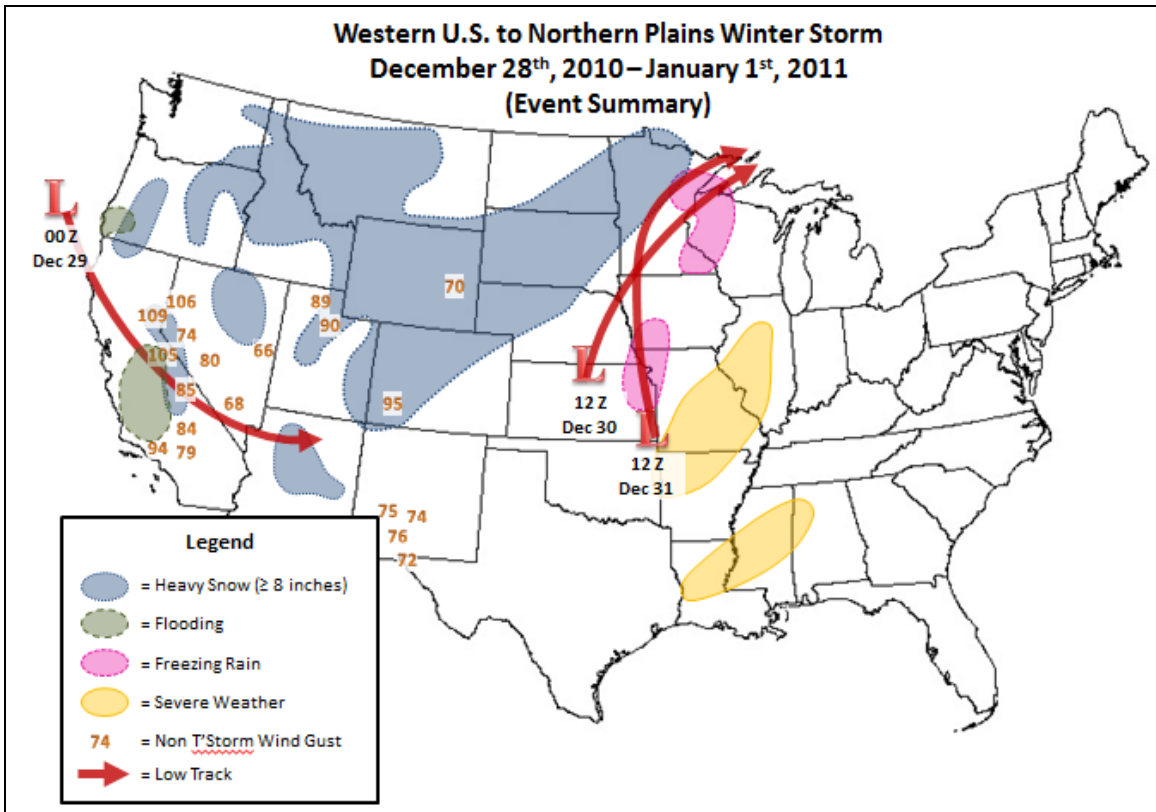 Western U.S. to Northern Plains Winter Storm
December 28th, 2010 – January 1st, 2011
(Event Summary)
L
00 Z
Dec 29
106
109
74
105
80
85
66
68
84
94
79
89
90
70
95
L
12 Z
Dec 30
L
12 Z
Dec 31
75
74
76
72
Legend
= Heavy Snow (≥ 8 inches)
= Flooding
= Freezing Rain
= Severe Weather
74 = Non T'Storm Wind Gust
= Low Track